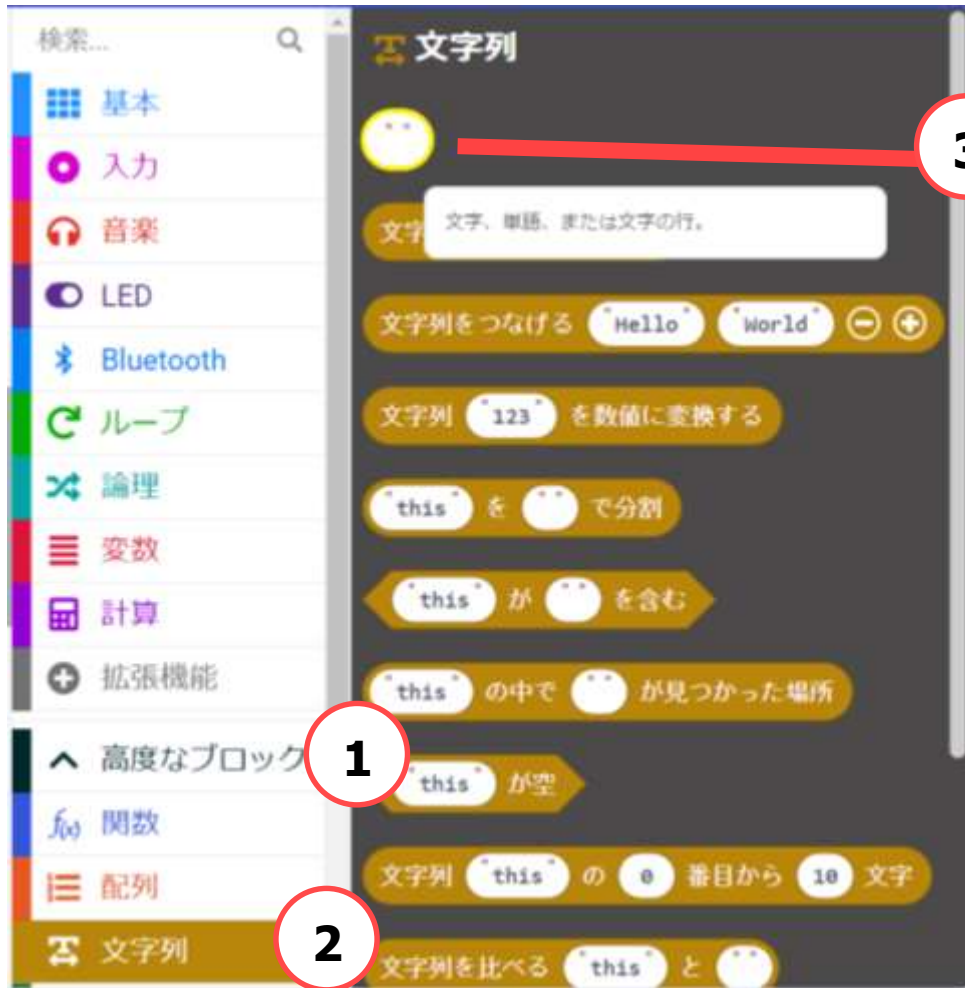 検索...
基本
入力
音楽
LED
Bluetooth
ループ
論理
変数
計算
拡張機能
高度なブロック
1
関数
配列
文字列
2
文字列
" "
3
文字、単語、または文字の行。
文字
文字列をつなげる "Hello" "World"
文字列 "123" を数値に変換する
"this" を " " で分割
"this" が " " を含む
"this" の中で " " が見つかった場所
"this" が空
文字列 "this" の 0 番目から 10 文字
文字列を比べる "this" と " "